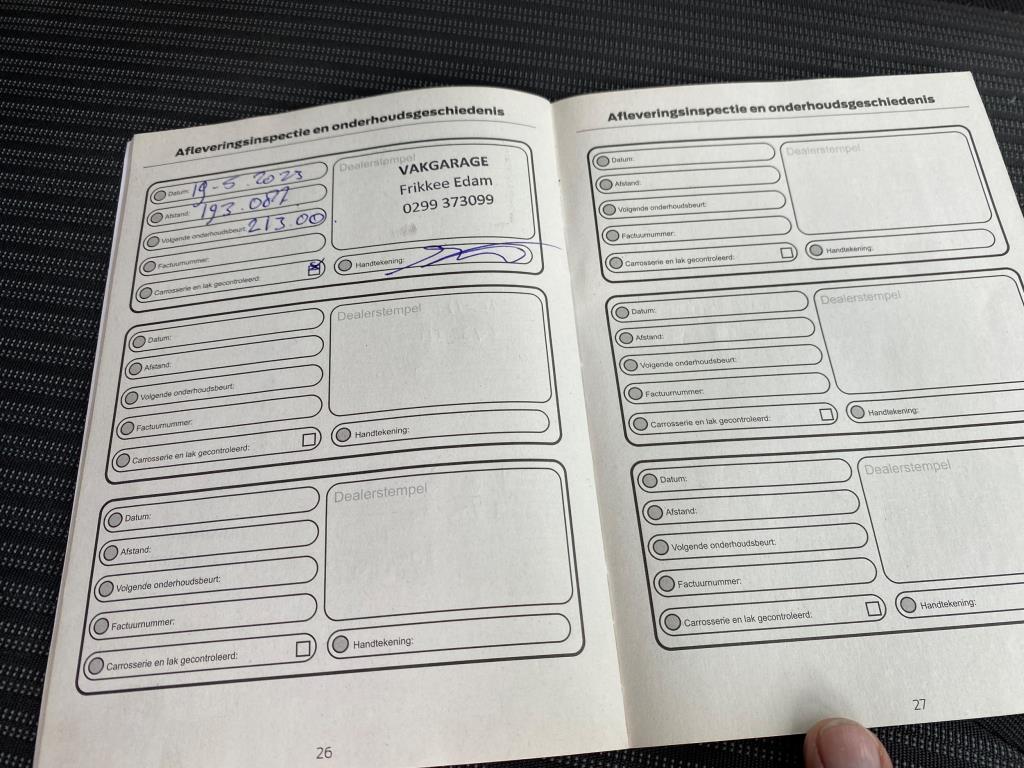 Afleveringsinspectie en onderhoudsgeschiedenis
Datum: 19-5.2023
Afstand: 193.087
Volgende onderhoudsbeurt: 213.00
Factuurnummer:
Carrosserie en lak gecontroleerd:
Dealerstempel
VAKGARAGE
Frikkee Edam
0299 373099
Handtekening:
Datum:
Afstand:
Volgende onderhoudsbeurt:
Factuurnummer:
Carrosserie en lak gecontroleerd:
Dealerstempel
Handtekening:
Datum:
Afstand:
Volgende onderhoudsbeurt:
Factuurnummer:
Carrosserie en lak gecontroleerd:
Dealerstempel
Handtekening:
26
Afleveringsinspectie en onderhoudsgeschiedenis
Datum:
Afstand:
Volgende onderhoudsbeurt:
Factuurnummer:
Carrosserie en lak gecontroleerd:
Dealerstempel
Handtekening:
Datum:
Afstand:
Volgende onderhoudsbeurt:
Factuurnummer:
Carrosserie en lak gecontroleerd:
Dealerstempel
Handtekening:
Datum:
Afstand:
Volgende onderhoudsbeurt:
Factuurnummer:
Carrosserie en lak gecontroleerd:
Dealerstempel
Handtekening:
27